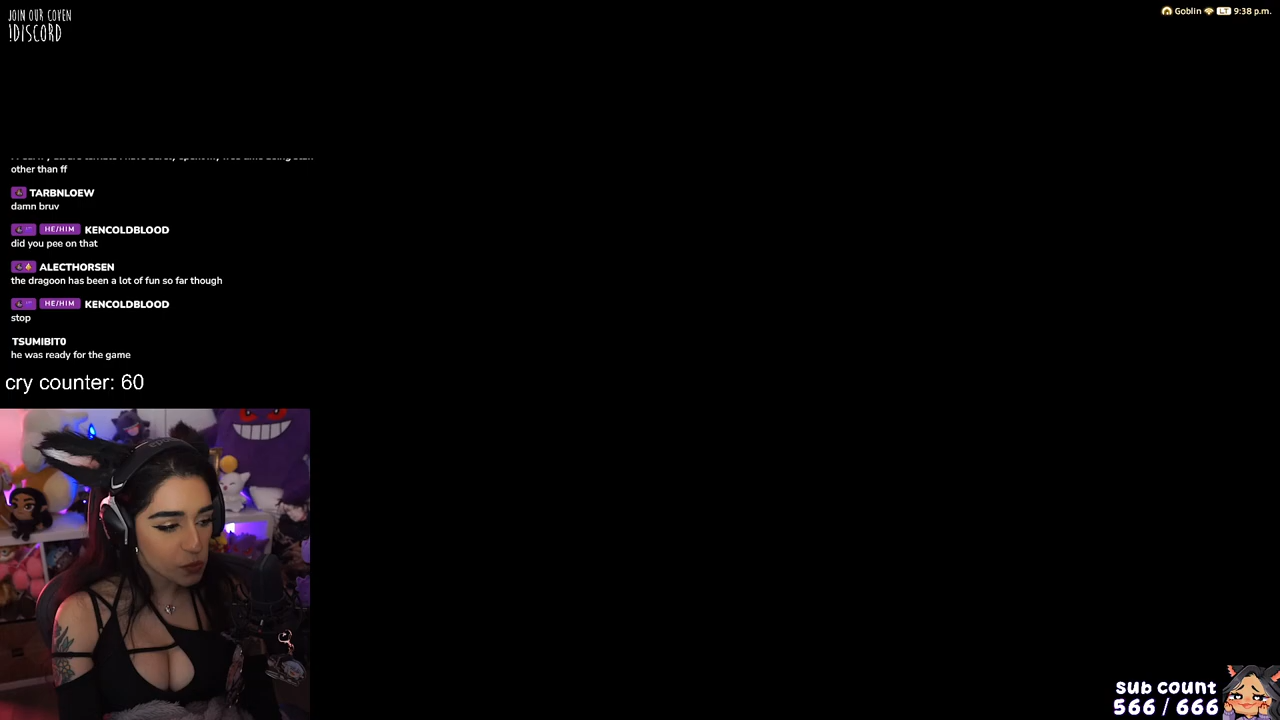 JOIN OUR COVEN
!DISCORD
Goblin LT 9:38 p.m.
other than ff
TARBNLOEW
damn bruv
HE/HIM KENCOLDBLOOD
did you pee on that
ALECTHORSEN
the dragoon has been a lot of fun so far though
HE/HIM KENCOLDBLOOD
stop
TSUMIBIT0
he was ready for the game
cry counter: 60
sub count
566 / 666